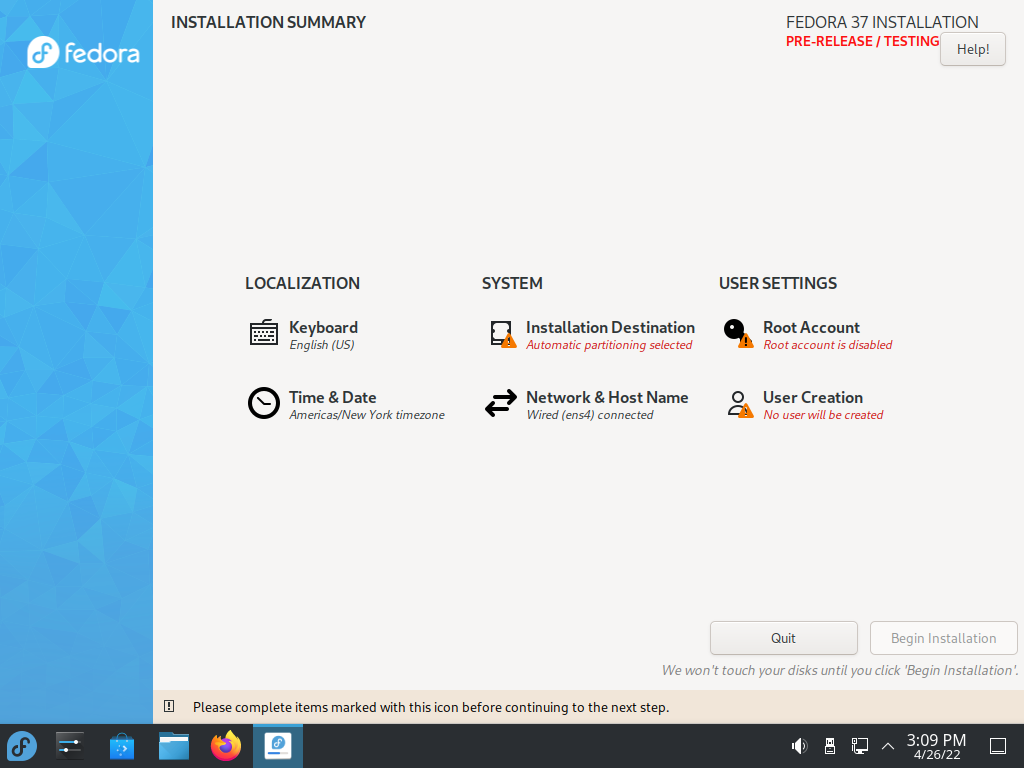 INSTALLATION SUMMARY
FEDORA 37 INSTALLATION
PRE-RELEASE / TESTING
Help!
fedora
LOCALIZATION
Keyboard
English (US)
Time & Date
Americas/New York timezone
SYSTEM
Installation Destination
Automatic partitioning selected
Network & Host Name
Wired (ens4) connected
USER SETTINGS
Root Account
Root account is disabled
User Creation
No user will be created
Quit
Begin Installation
We won't touch your disks until you click 'Begin Installation'.
Please complete items marked with this icon before continuing to the next step.
3:09 PM
4/26/22